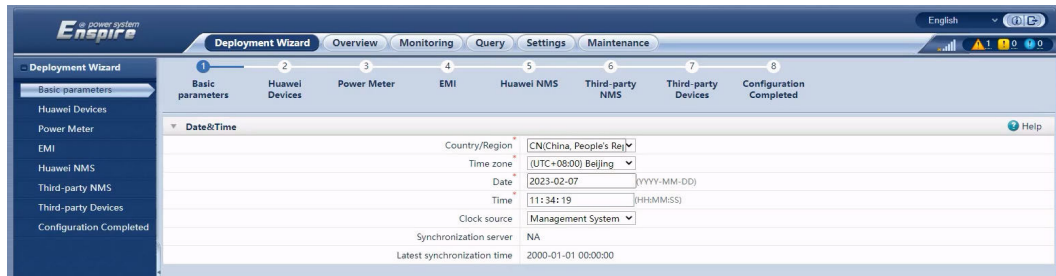 @ power system
Enspire
English
Deployment Wizard Overview Monitoring Query Settings Maintenance
1 0 0
Deployment Wizard
Basic parameters
Huawei Devices
Power Meter
EMI
Huawei NMS
Third-party NMS
Third-party Devices
Configuration Completed
1 2 3 4 5 6 7 8
Basic parameters
Huawei Devices
Power Meter
EMI
Huawei NMS
Third-party NMS
Third-party Devices
Configuration Completed
Date&Time
Help
Country/Region * CN(China, People's Rep
Time zone * (UTC+08:00) Beijing
Date * 2023-02-07 (YYYY-MM-DD)
Time * 11:34:19 (HH:MM:SS)
Clock source Management System
Synchronization server NA
Latest synchronization time 2000-01-01 00:00:00